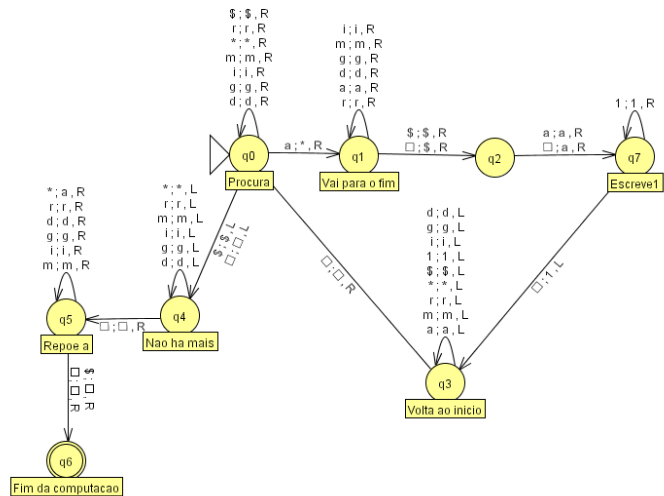 $ ; $ , R
r ; r , R
* ; * , R
m ; m , R
i ; i , R
g ; g , R
d ; d , R
q0
Procura
a ; * , R
i ; i , R
m ; m , R
g ; g , R
d ; d , R
a ; a , R
r ; r , R
q1
Vai para o fim
$ ; $ , R
□ ; $ , R
q2
a ; a , R
□ ; a , R
1 ; 1 , R
q7
Escreve1
□ ; 1 , L
d ; d , L
g ; g , L
i ; i , L
1 ; 1 , L
$ ; $ , L
* ; * , L
r ; r , L
m ; m , L
a ; a , L
q3
Volta ao inicio
□ ; □ , R
$ ; $ , L
□ ; □ , L
* ; * , L
r ; r , L
m ; m , L
i ; i , L
g ; g , L
d ; d , L
q4
Nao ha mais
□ ; □ , R
* ; a , R
r ; r , R
d ; d , R
g ; g , R
i ; i , R
m ; m , R
q5
Repoe a
$ ; □ , R
□ ; □ , R
q6
Fim da computacao